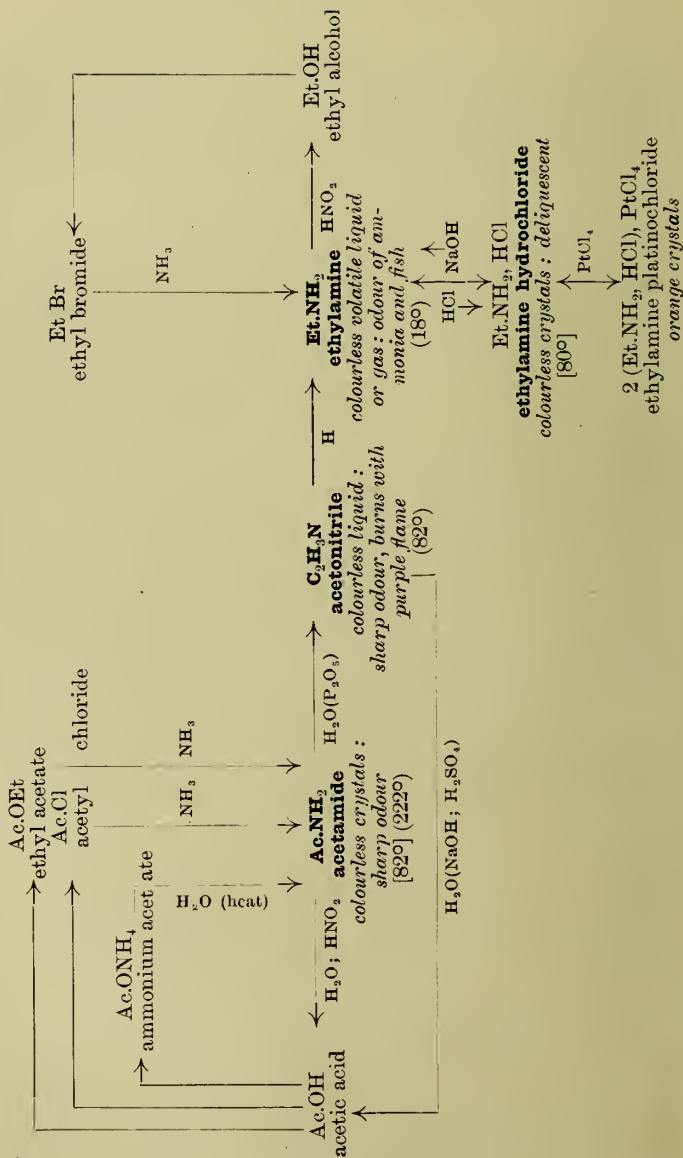 Ac.OEt
ethyl acetate
Ac.Cl
acetyl chloride
NH₃
NH₃
Ac.ONH₄
ammonium acet ate
H₂O (heat)
Ac.OH
acetic acid
H₂O ; HNO₂
Ac.NH₂
acetamide
colourless crystals :
sharp odour
[82°] (222°)
H₂O(P₂O₅)
C₂H₃N
acetonitrile
colourless liquid :
sharp odour, burns with
purple flame
(82°)
H₂O(NaOH ; H₂SO₄)
H
Et Br
ethyl bromide
NH₃
Et.NH₂
ethylamine
colourless volatile liquid
or gas : odour of am-
monia and fish
(18°)
HNO₂
Et.OH
ethyl alcohol
HCl
NaOH
Et.NH₂, HCl
ethylamine hydrochloride
colourless crystals : deliquescent
[80°]
PtCl₄
2 (Et.NH₂, HCl), PtCl₄
ethylamine platinochloride
orange crystals